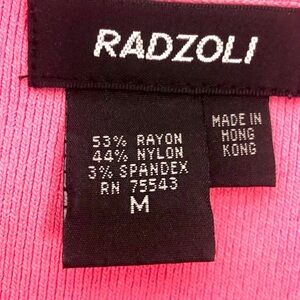 RADZOLI
53% RAYON
44% NYLON
3% SPANDEX
RN 75543
M
MADE IN
HONG
KONG